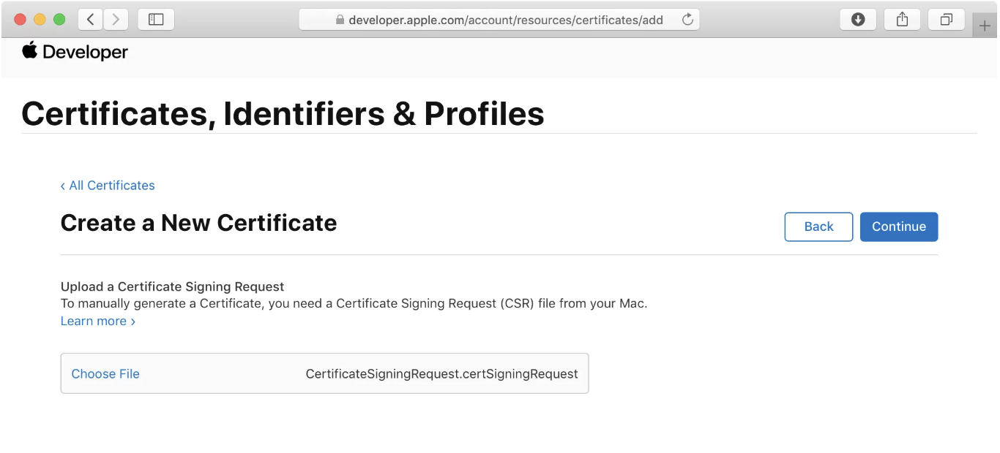 developer.apple.com/account/resources/certificates/add
Developer
Certificates, Identifiers & Profiles
‹ All Certificates
Create a New Certificate
Back
Continue
Upload a Certificate Signing Request
To manually generate a Certificate, you need a Certificate Signing Request (CSR) file from your Mac.
Learn more ›
Choose File
CertificateSigningRequest.certSigningRequest